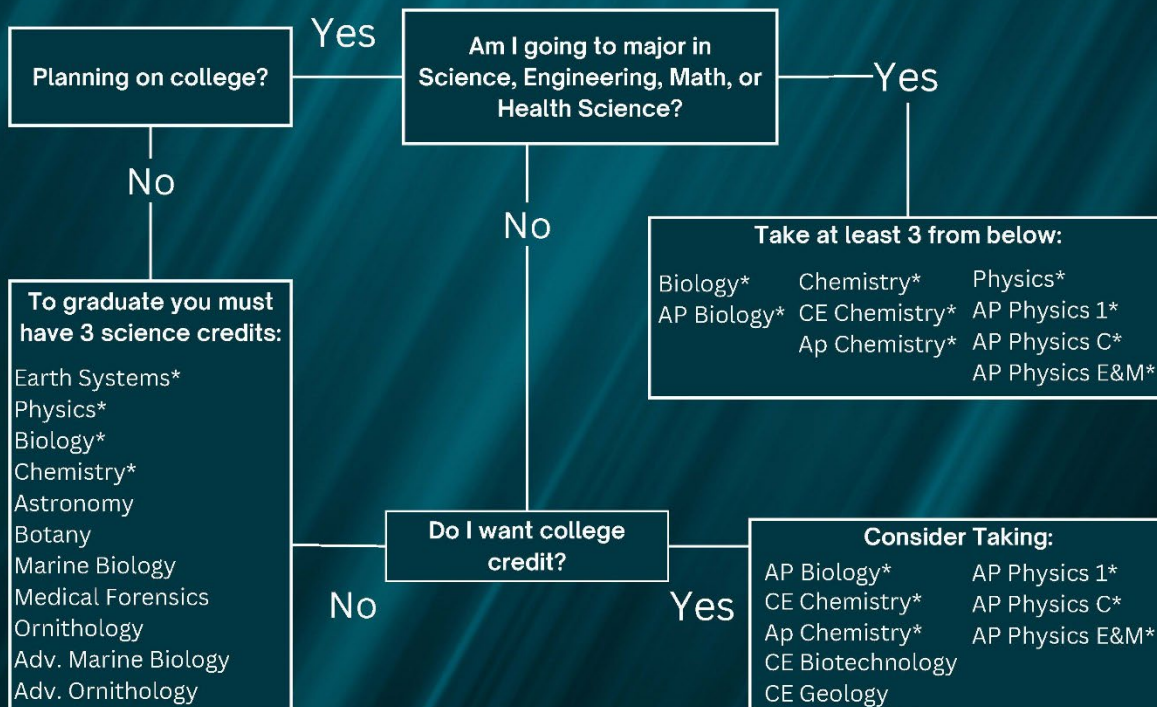 Planning on college?
Yes
Am I going to major in
Science, Engineering, Math, or
Health Science?
Yes
No
No
Take at least 3 from below:
Biology*
AP Biology*
Chemistry*
CE Chemistry*
Ap Chemistry*
Physics*
AP Physics 1*
AP Physics C*
AP Physics E&M*
To graduate you must
have 3 science credits:
Earth Systems*
Physics*
Biology*
Chemistry*
Astronomy
Botany
Marine Biology
Medical Forensics
Ornithology
Adv. Marine Biology
Adv. Ornithology
Do I want college
credit?
No
Yes
Consider Taking:
AP Biology*
CE Chemistry*
Ap Chemistry*
CE Biotechnology
CE Geology
AP Physics 1*
AP Physics C*
AP Physics E&M*